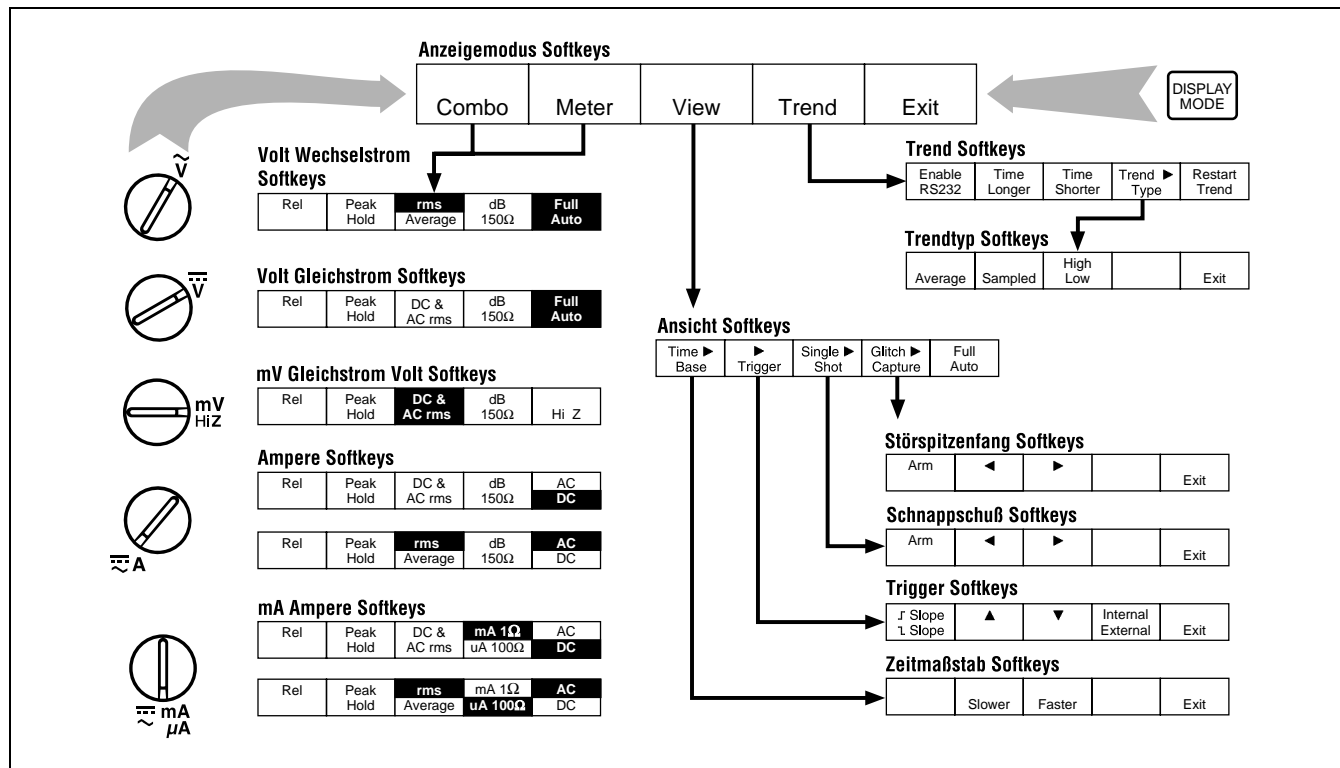 Anzeigemodus Softkeys
Combo Meter View Trend Exit
DISPLAY
MODE
Volt Wechselstrom
Softkeys
Rel Peak Hold rms Average dB 150Ω Full Auto
~
V
Volt Gleichstrom Softkeys
Rel Peak Hold DC & AC rms dB 150Ω Full Auto
V
mV Gleichstrom Volt Softkeys
Rel Peak Hold DC & AC rms dB 150Ω Hi Z
mV
HiZ
Ampere Softkeys
Rel Peak Hold DC & AC rms dB 150Ω AC DC
Rel Peak Hold rms Average dB 150Ω AC DC
~ A
mA Ampere Softkeys
Rel Peak Hold DC & AC rms mA 1Ω uA 100Ω AC DC
Rel Peak Hold rms Average mA 1Ω uA 100Ω AC DC
mA
~ µA
Trend Softkeys
Enable RS232 Time Longer Time Shorter Trend ► Type Restart Trend
Trendtyp Softkeys
Average Sampled High Low Exit
Ansicht Softkeys
Time ► Base ► Trigger Single ► Shot Glitch ► Capture Full Auto
Störspitzenfang Softkeys
Arm ◄ ► Exit
Schnappschuß Softkeys
Arm ◄ ► Exit
Trigger Softkeys
Slope Slope ▲ ▼ Internal External Exit
Zeitmaßstab Softkeys
Slower Faster Exit